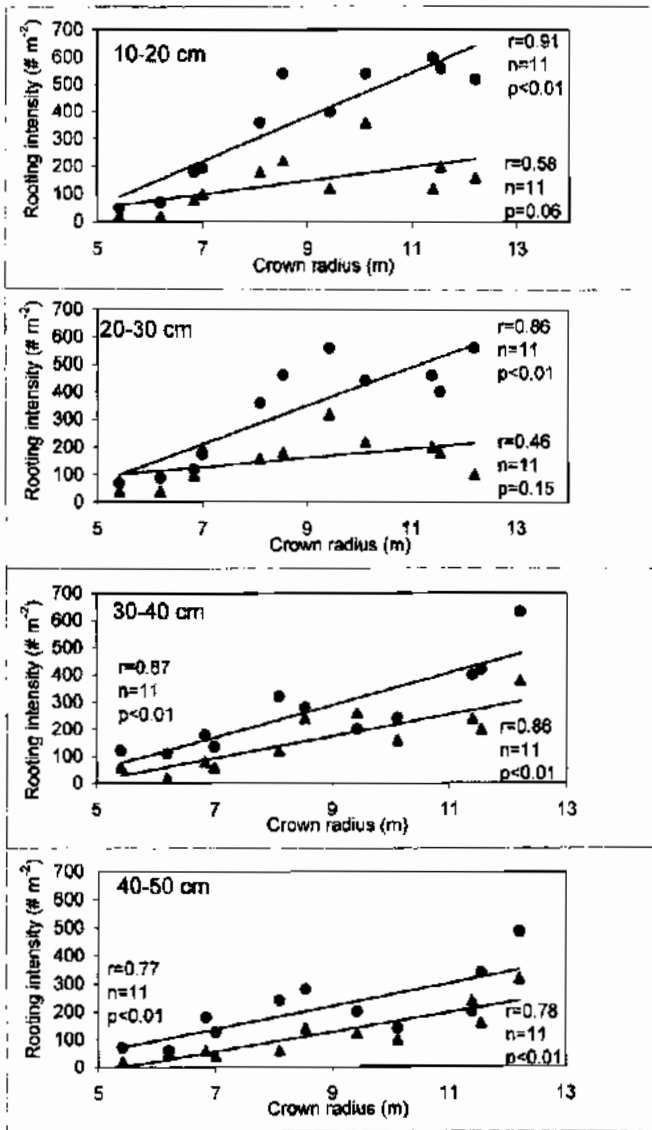 10-20 cm
r=0.91
n=11
p<0.01
r=0.58
n=11
p=0.06
Rooting intensity (# m⁻²)
700
600
500
400
300
200
100
0
5 7 9 11 13
Crown radius (m)
20-30 cm
r=0.86
n=11
p<0.01
r=0.46
n=11
p=0.15
Rooting intensity (# m⁻²)
700
600
500
400
300
200
100
0
5 7 9 11 13
Crown radius (m)
30-40 cm
r=0.87
n=11
p<0.01
r=0.86
n=11
p<0.01
Rooting intensity (# m⁻²)
700
600
500
400
300
200
100
0
5 7 9 11 13
Crown radius (m)
40-50 cm
r=0.77
n=11
p<0.01
r=0.78
n=11
p<0.01
Rooting intensity (# m⁻²)
700
600
500
400
300
200
100
0
5 7 9 11 13
Crown radius (m)